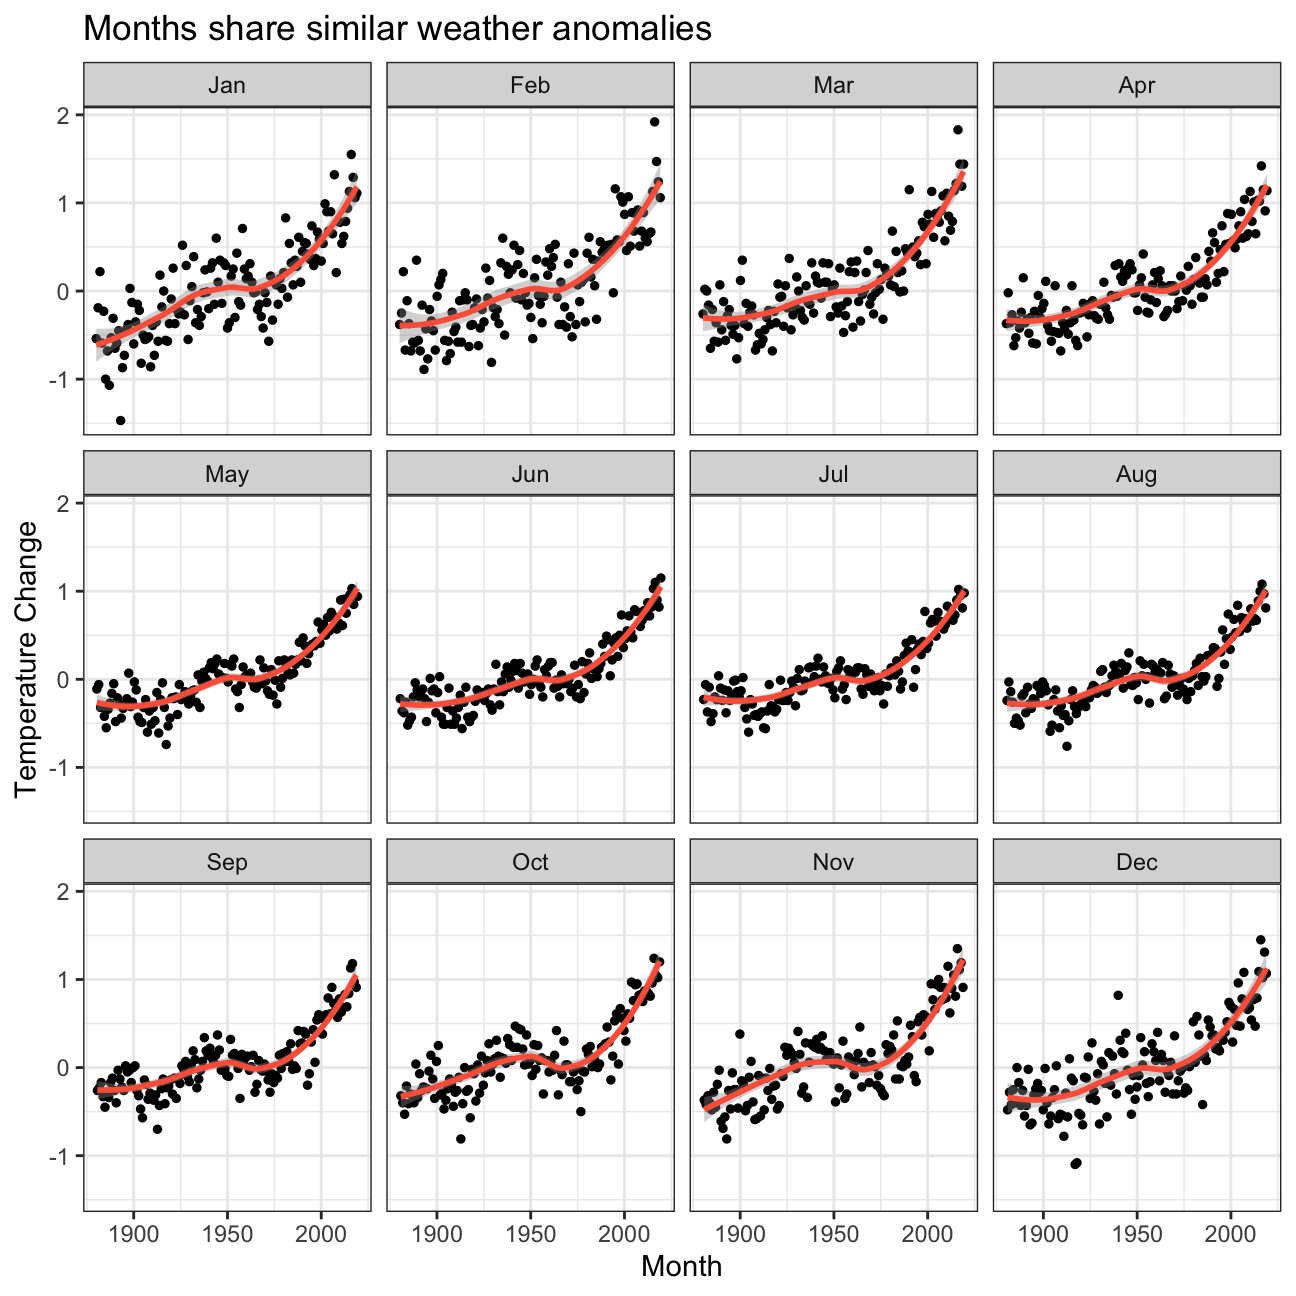 Months share similar weather anomalies
Jan Feb Mar Apr
2
1
0
-1
May Jun Jul Aug
2
1
0
-1
Temperature Change
Sep Oct Nov Dec
2
1
0
-1
1900 1950 2000 1900 1950 2000 1900 1950 2000 1900 1950 2000
Month